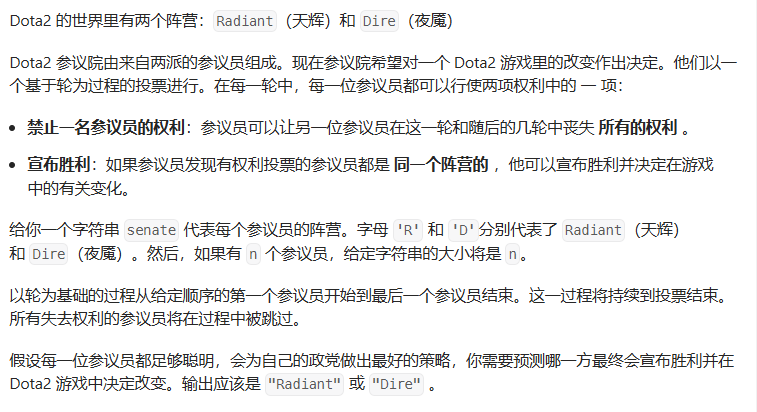 Dota2 的世界里有两个阵营：Radiant（天辉）和 Dire（夜魇）
Dota2 参议院由来自两派的参议员组成。现在参议院希望对一个 Dota2 游戏里的改变作出决定。他们以一
个基于轮为过程的投票进行。在每一轮中，每一位参议员都可以行使两项权利中的 一 项：
• 禁止一名参议员的权利：参议员可以让另一位参议员在这一轮和随后的几轮中丧失 所有的权利 。
• 宣布胜利：如果参议员发现有权利投票的参议员都是 同一个阵营的 ，他可以宣布胜利并决定在游戏
中的有关变化。
给你一个字符串 senate 代表每个参议员的阵营。字母 'R' 和 'D'分别代表了 Radiant（天辉）
和 Dire（夜魇）。然后，如果有 n 个参议员，给定字符串的大小将是 n。
以轮为基础的过程从给定顺序的第一个参议员开始到最后一个参议员结束。这一过程将持续到投票结束。
所有失去权利的参议员将在过程中被跳过。
假设每一位参议员都足够聪明，会为自己的政党做出最好的策略，你需要预测哪一方最终会宣布胜利并在
Dota2 游戏中决定改变。输出应该是 "Radiant" 或 "Dire" 。